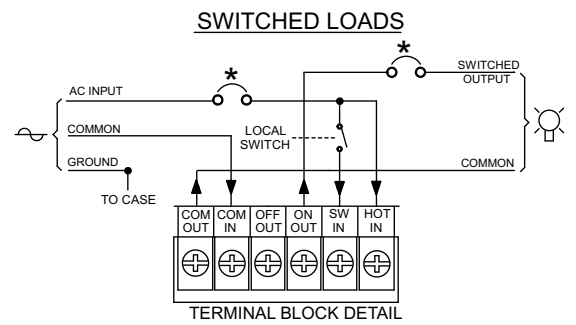 SWITCHED LOADS
*
*
SWITCHED
OUTPUT
AC INPUT
COMMON
LOCAL
SWITCH
GROUND
COMMON
TO CASE
COM OUT
COM IN
OFF OUT
ON OUT
SW IN
HOT IN
TERMINAL BLOCK DETAIL